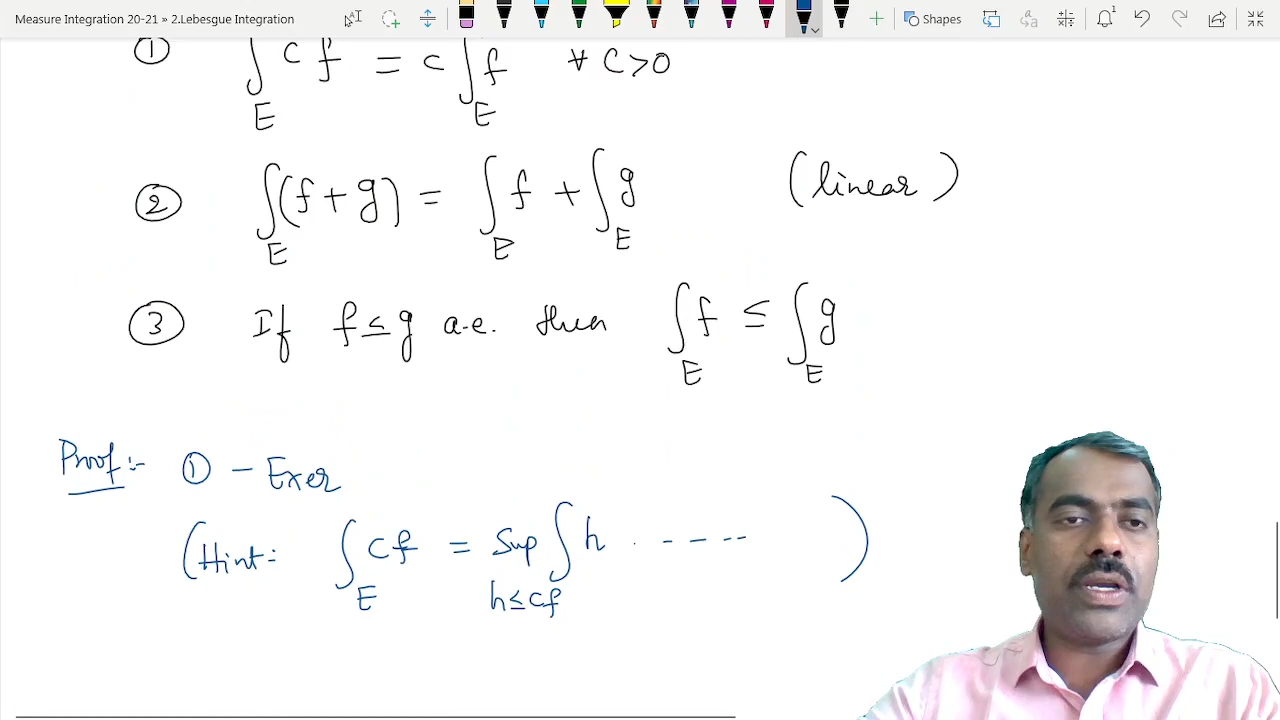 Measure Integration 20-21 » 2.Lebesgue Integration
Shapes
① ∫_E cf = c ∫_E f ∀ c>0
② ∫_E (f+g) = ∫_E f + ∫_E g (linear)
③ If f≤g a.e. then ∫_E f ≤ ∫_E g
Proof:- ① - Exer
(Hint: ∫_E cf = Sup_{h≤cf} ∫ h . - - - - )